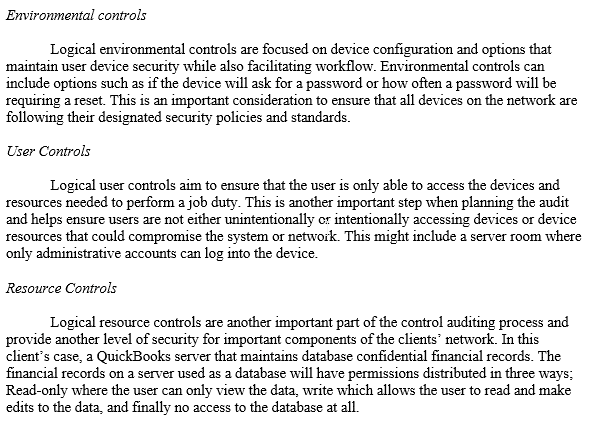 Environmental controls
Logical environmental controls are focused on device configuration and options that
maintain user device security while also facilitating workflow. Environmental controls can
include options such as if the device will ask for a password or how often a password will be
requiring a reset. This is an important consideration to ensure that all devices on the network are
following their designated security policies and standards.
User Controls
Logical user controls aim to ensure that the user is only able to access the devices and
resources needed to perform a job duty. This is another important step when planning the audit
and helps ensure users are not either unintentionally or intentionally accessing devices or device
resources that could compromise the system or network. This might include a server room where
only administrative accounts can log into the device.
Resource Controls
Logical resource controls are another important part of the control auditing process and
provide another level of security for important components of the clients’ network. In this
client’s case, a QuickBooks server that maintains database confidential financial records. The
financial records on a server used as a database will have permissions distributed in three ways;
Read-only where the user can only view the data, write which allows the user to read and make
edits to the data, and finally no access to the database at all.